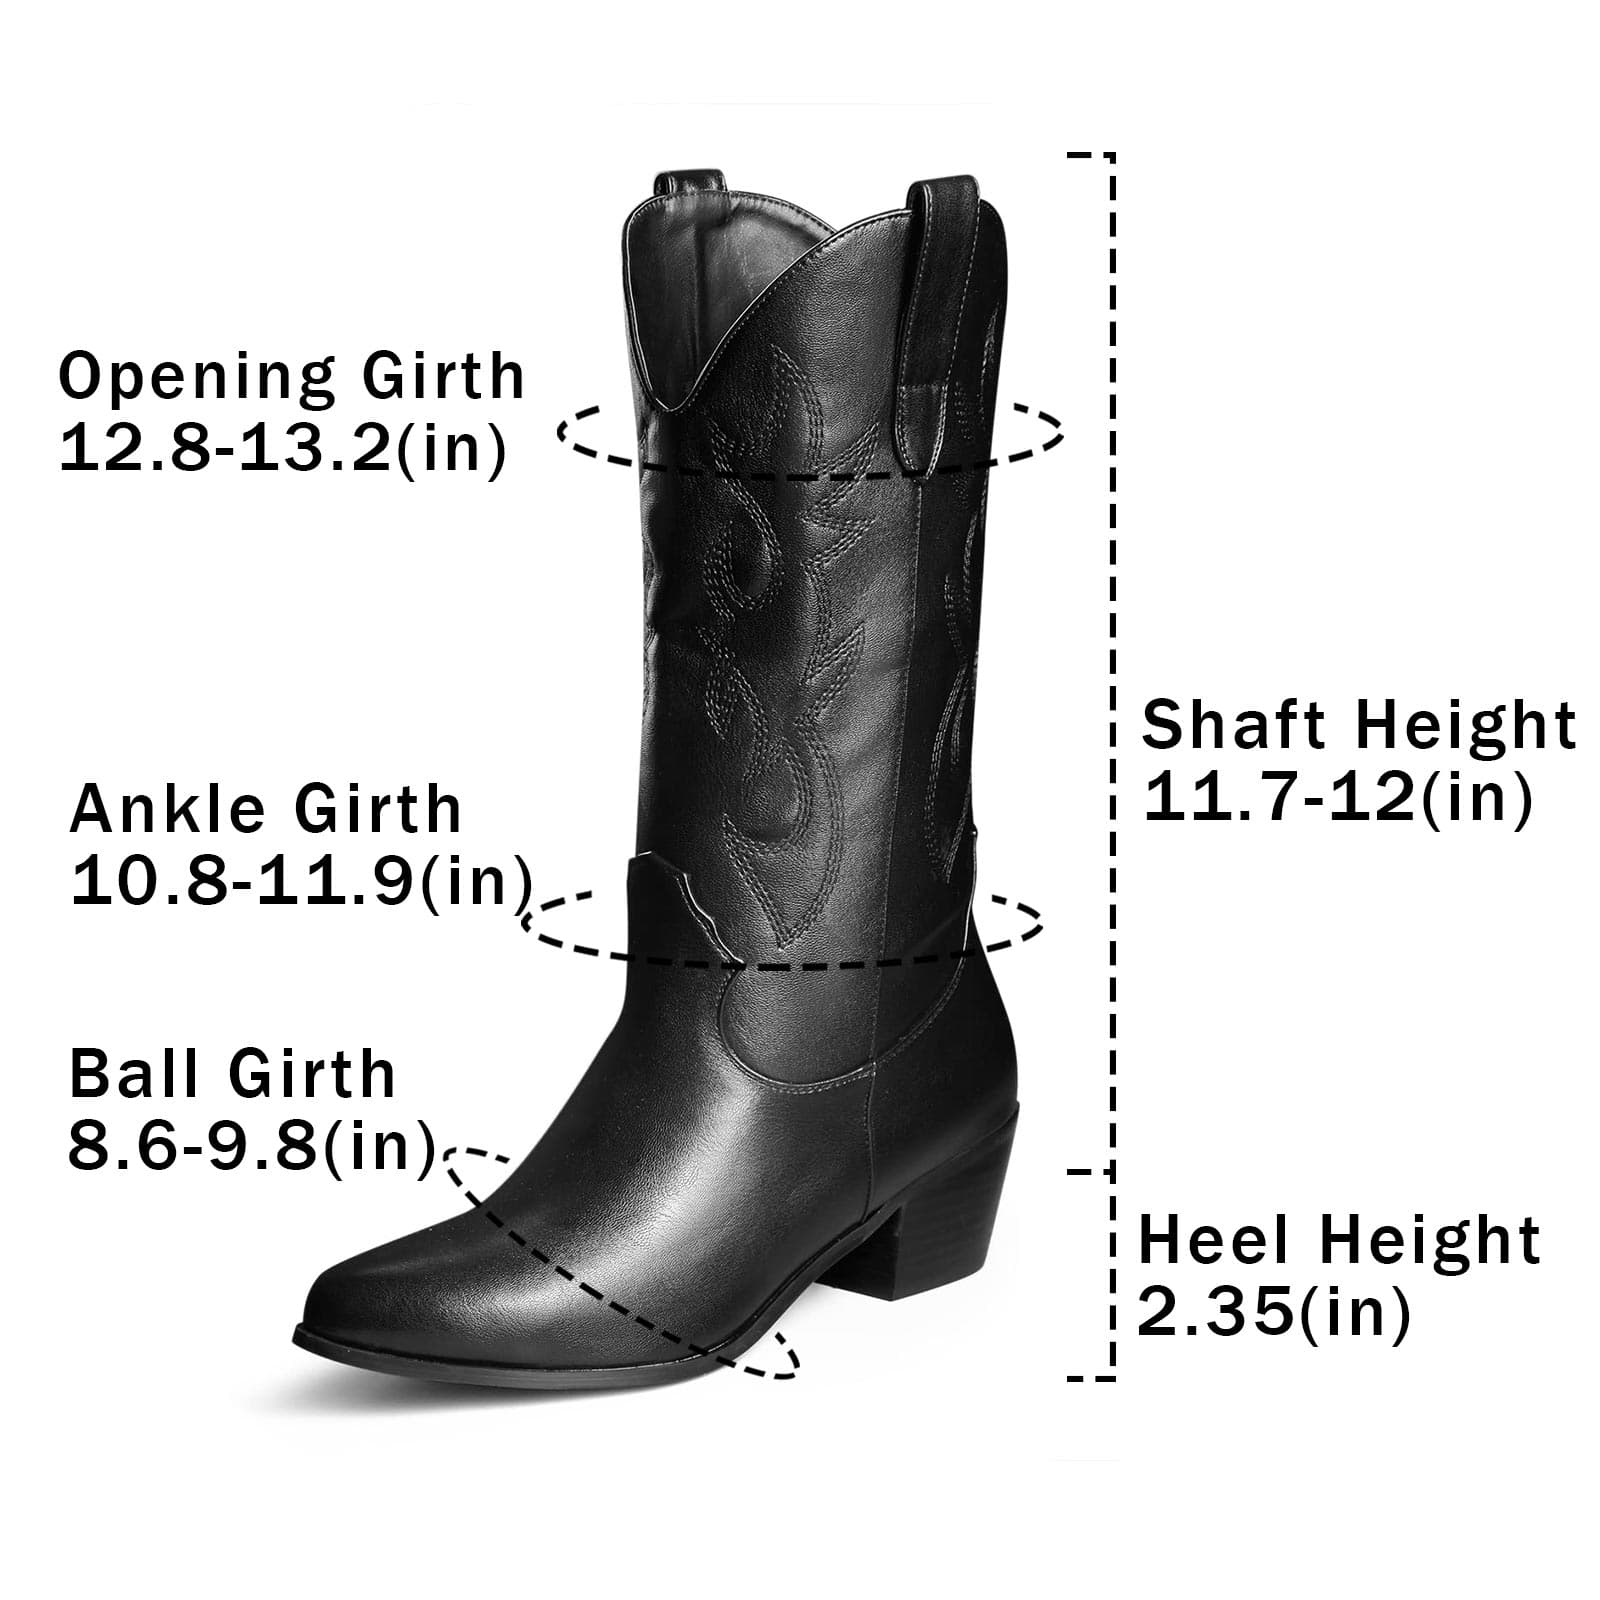 Opening Girth
12.8-13.2(in)
Ankle Girth
10.8-11.9(in)
Ball Girth
8.6-9.8(in)
Shaft Height
11.7-12(in)
Heel Height
2.35(in)